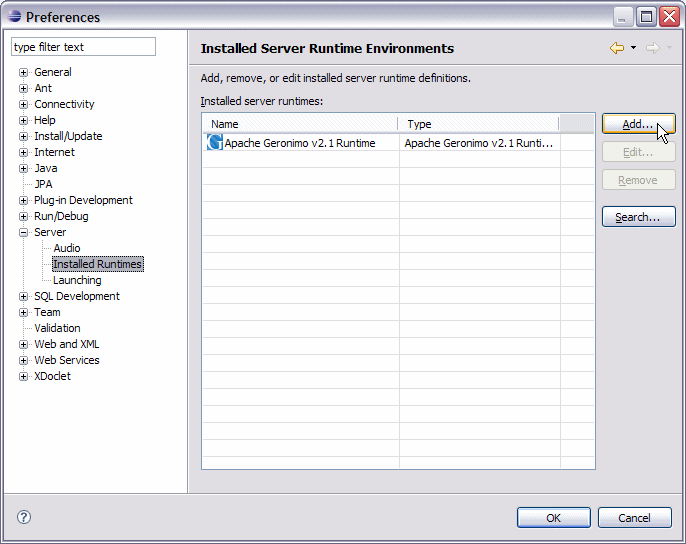 Preferences
type filter text
General
Ant
Connectivity
Help
Install/Update
Internet
Java
JPA
Plug-in Development
Run/Debug
Server
Audio
Installed Runtimes
Launching
SQL Development
Team
Validation
Web and XML
Web Services
XDoclet
Installed Server Runtime Environments
Add, remove, or edit installed server runtime definitions.
Installed server runtimes:
Name Type
Apache Geronimo v2.1 Runtime Apache Geronimo v2.1 Runti...
Add...
Edit...
Remove
Search...
?
OK Cancel